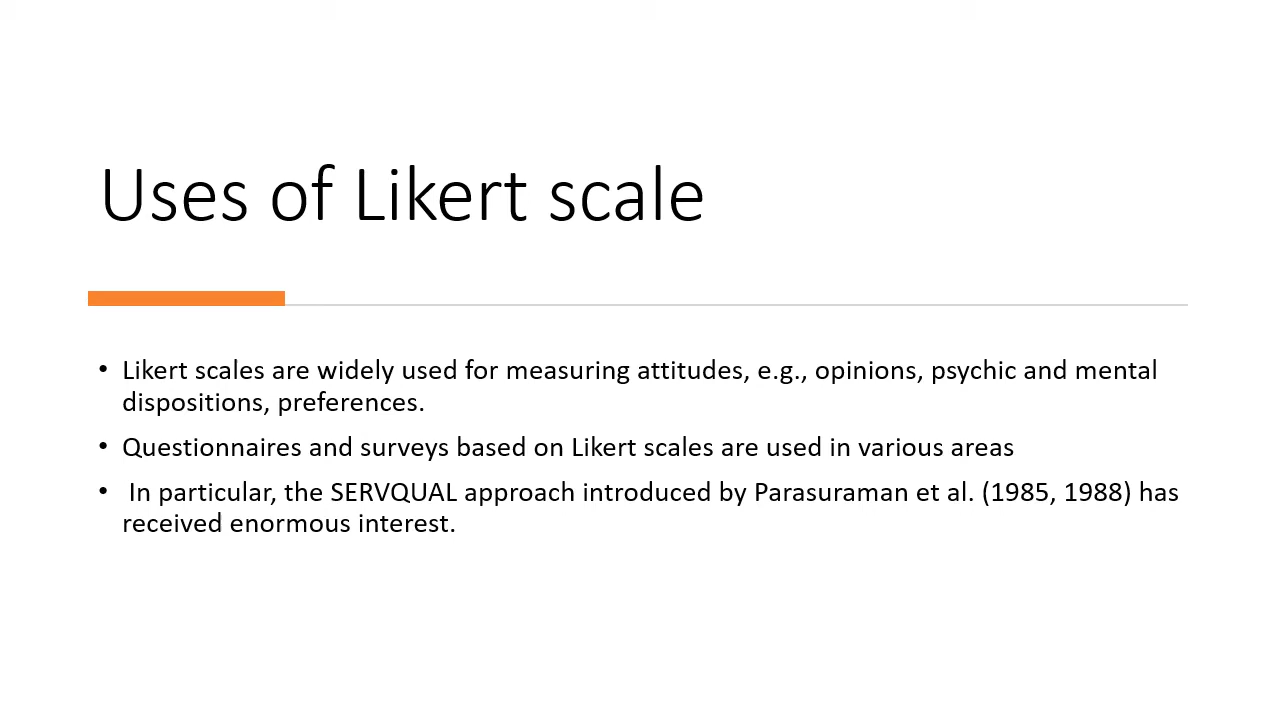 Uses of Likert scale
• Likert scales are widely used for measuring attitudes, e.g., opinions, psychic and mental
dispositions, preferences.
• Questionnaires and surveys based on Likert scales are used in various areas
• In particular, the SERVQUAL approach introduced by Parasuraman et al. (1985, 1988) has
received enormous interest.